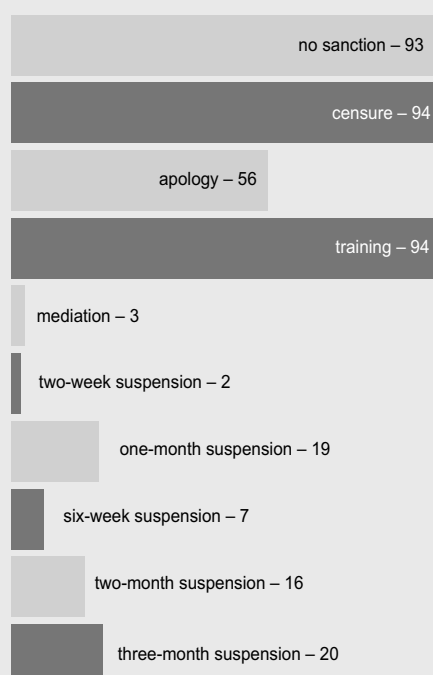 no sanction – 93
censure – 94
apology – 56
training – 94
mediation – 3
two-week suspension – 2
one-month suspension – 19
six-week suspension – 7
two-month suspension – 16
three-month suspension – 20